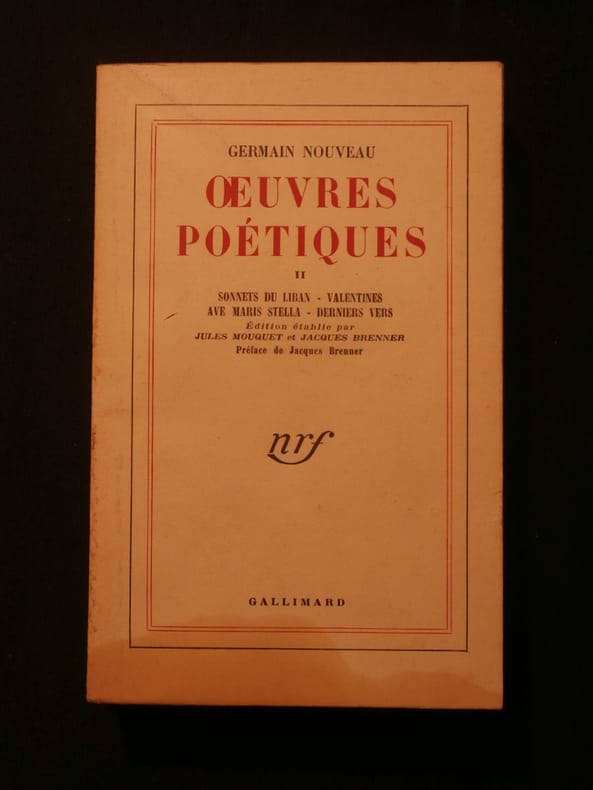 GERMAIN NOUVEAU
ŒUVRES
POÉTIQUES
II
SONNETS DU LIBAN - VALENTINES
AVE MARIS STELLA - DERNIERS VERS
Édition établie par
JULES MOUQUET et JACQUES BRENNER
Préface de Jacques Brenner
nrf
GALLIMARD